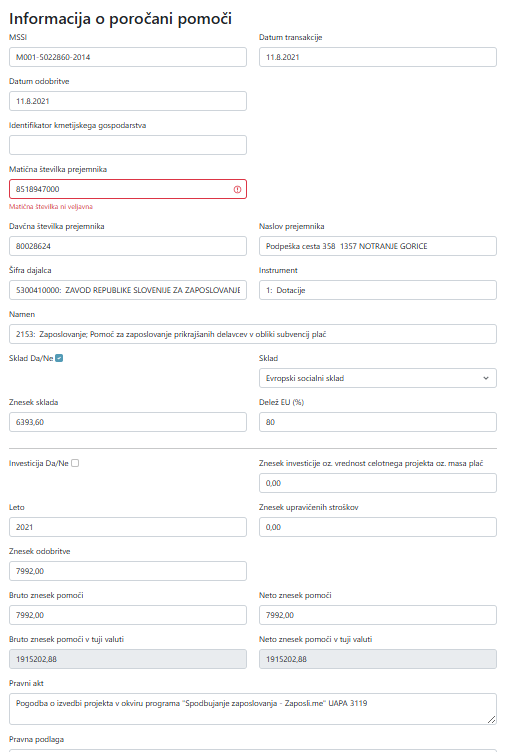 Informacija o poročani pomoči
MSSI
Datum transakcije
M001-5022860-2014
11.8.2021
Datum odobritve
11.8.2021
Identifikator kmetijskega gospodarstva
Matična številka prejemnika
8518947000
Matična številka ni veljavna
Davčna številka prejemnika
Naslov prejemnika
80028624
Podpeška cesta 358 1357 NOTRANJE GORICE
Šifra dajalca
Instrument
5300410000: ZAVOD REPUBLIKE SLOVENIJE ZA ZAPOSLOVANJE
1: Dotacije
Namen
2153: Zaposlovanje; Pomoč za zaposlovanje prikrajšanih delavcev v obliki subvencij plač
Sklad Da/Ne
Sklad
Evropski socialni sklad
Znesek sklada
Delež EU (%)
6393,60
80
Investicija Da/Ne
Znesek investicije oz. vrednost celotnega projekta oz. masa plač
0,00
Leto
Znesek upravičenih stroškov
2021
0,00
Znesek odobritve
7992,00
Bruto znesek pomoči
Neto znesek pomoči
7992,00
7992,00
Bruto znesek pomoči v tuji valuti
Neto znesek pomoči v tuji valuti
1915202,88
1915202,88
Pravni akt
Pogodba o izvedbi projekta v okviru programa "Spodbujanje zaposlovanja - Zaposli.me" UAPA 3119
Pravna podlaga